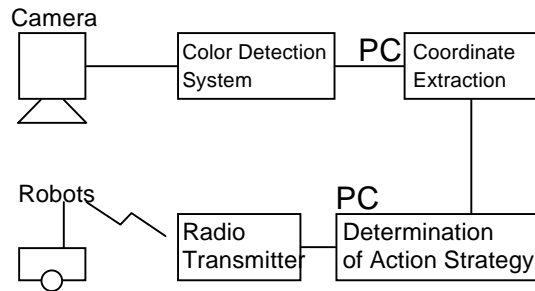 Camera
Color Detection
System
PC
Coordinate
Extraction
Robots
Radio
Transmitter
PC
Determination
of Action Strategy